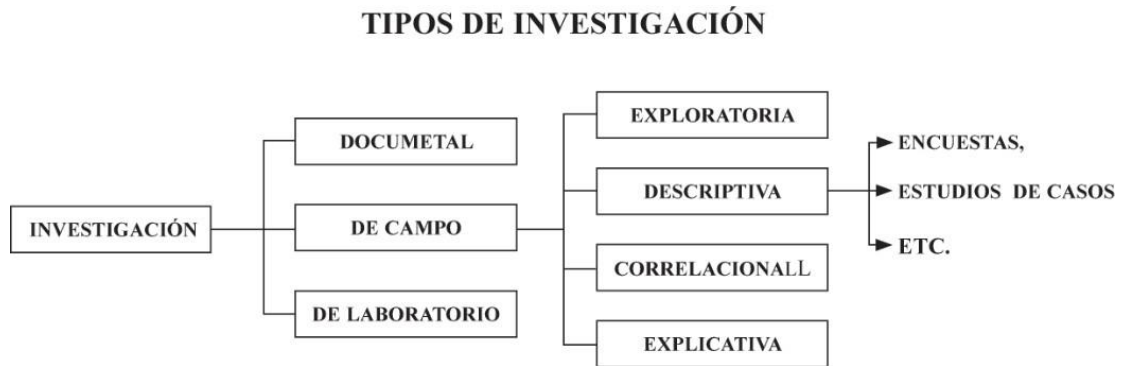 TIPOS DE INVESTIGACIÓN
INVESTIGACIÓN
DOCUMETAL
DE CAMPO
DE LABORATORIO
EXPLORATORIA
DESCRIPTIVA
CORRELACIONALL
EXPLICATIVA
ENCUESTAS,
ESTUDIOS DE CASOS
ETC.